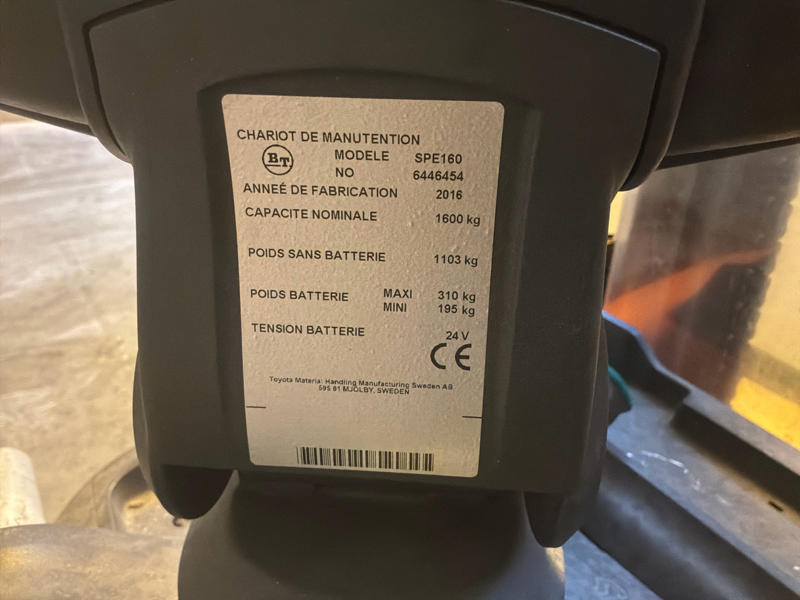 CHARIOT DE MANUTENTION
BT
MODELE SPE160
NO 6446454
ANNEÉ DE FABRICATION 2016
CAPACITE NOMINALE 1600 kg
POIDS SANS BATTERIE 1103 kg
POIDS BATTERIE MAXI 310 kg
MINI 195 kg
TENSION BATTERIE 24 V
CE
Toyota Material Handling Manufacturing Sweden AB
595 81 MJÖLBY, SWEDEN